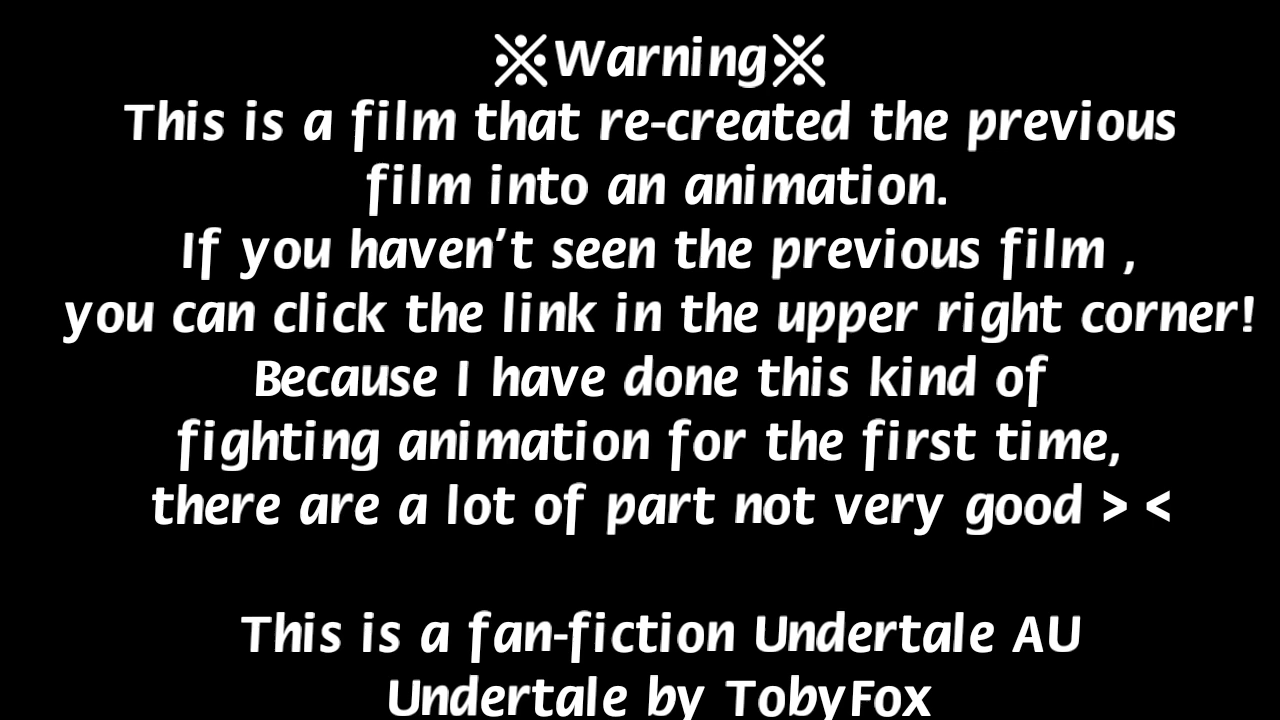 ※Warning※
This is a film that re-created the previous
film into an animation.
If you haven't seen the previous film ,
you can click the link in the upper right corner!
Because I have done this kind of
fighting animation for the first time,
there are a lot of part not very good > <
This is a fan-fiction Undertale AU
Undertale by TobyFox